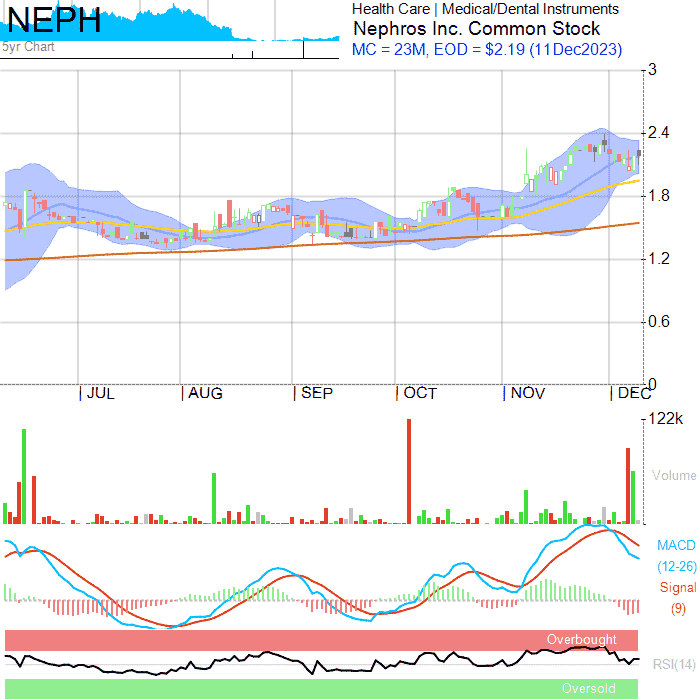 NEPH
5yr Chart
Health Care | Medical/Dental Instruments
Nephros Inc. Common Stock
MC = 23M, EOD = $2.19 (11Dec2023)
3
2.4
1.8
1.2
0.6
0
JUL AUG SEP OCT NOV DEC
122k
Volume
MACD
(12-26)
Signal
(9)
Overbought
RSI(14)
Oversold